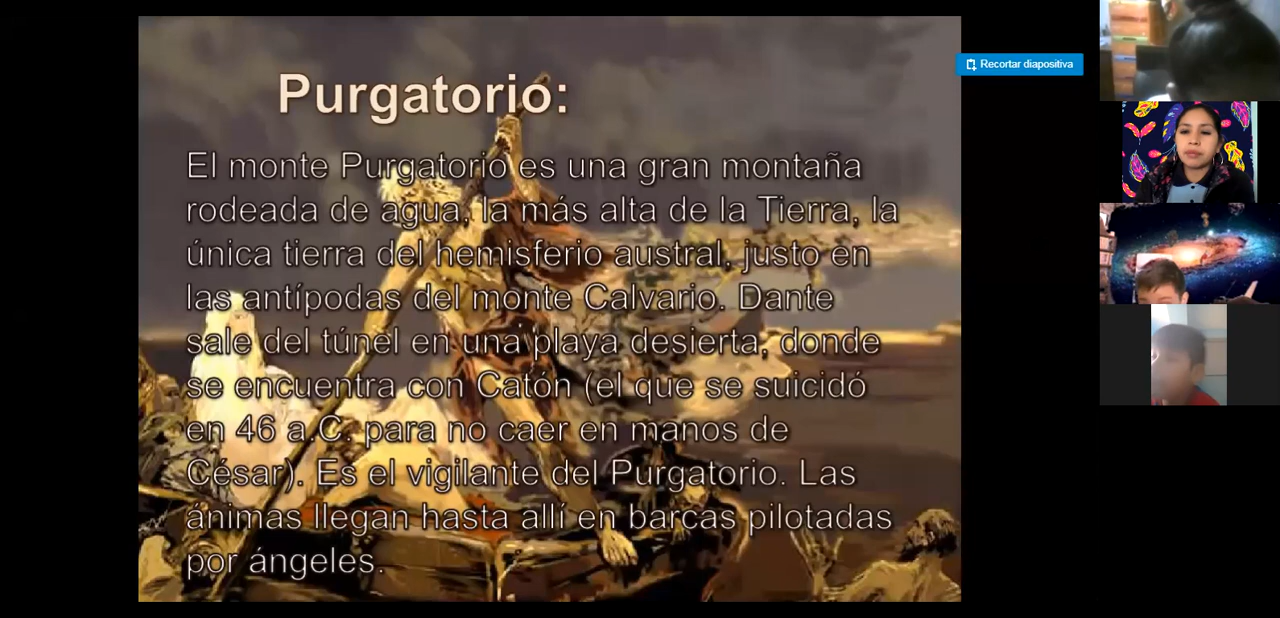 Purgatorio:
Recortar diapositiva
El monte Purgatorio es una gran montaña
rodeada de agua, la más alta de la Tierra, la
única tierra del hemisferio austral, justo en
las antípodas del monte Calvario. Dante
sale del túnel en una playa desierta, donde
se encuentra con Catón (el que se suicidó
en 46 a.C. para no caer en manos de
César). Es el vigilante del Purgatorio. Las
ánimas llegan hasta allí en barcas pilotadas
por ángeles.